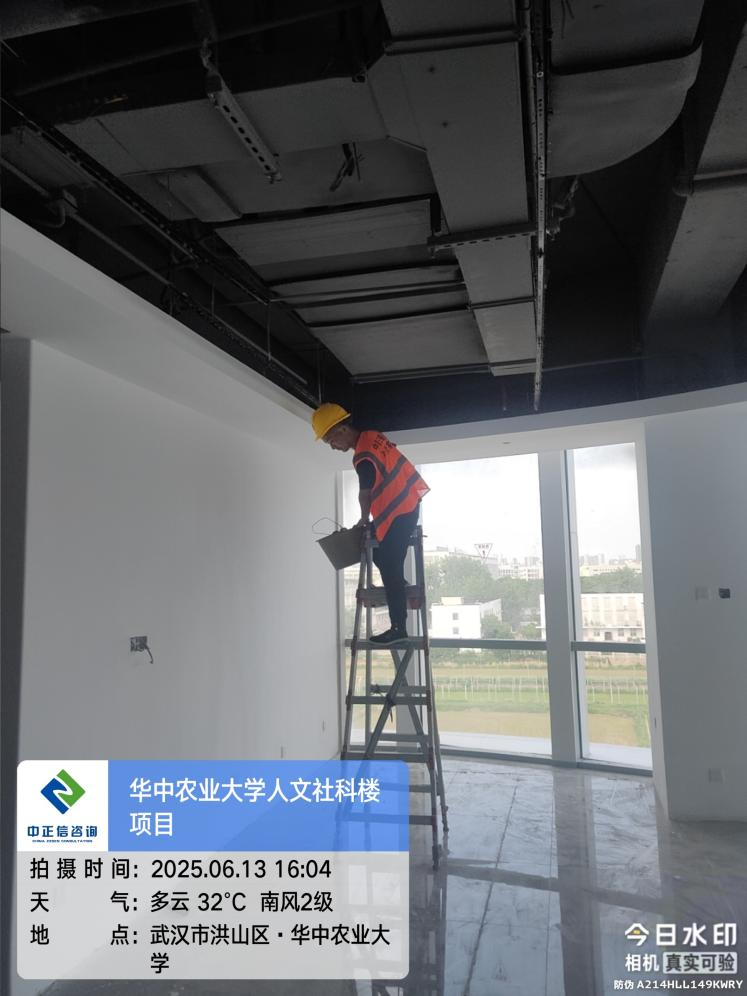 中正信咨询
CHINA ZXXCN CONSULTATION
华中农业大学人文社科楼
项目
拍摄时间: 2025.06.13 16:04
天气: 多云 32℃ 南风2级
地点: 武汉市洪山区·华中农业大
学
今日水印
相机 真实可验
防伪 A214HLL149KWRY